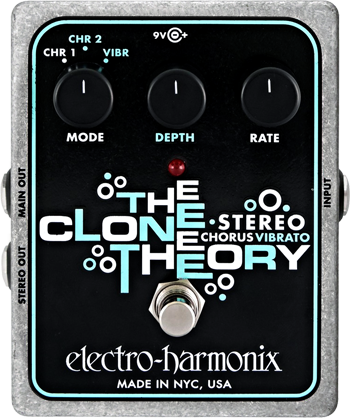 9V +
CHR 2
CHR 1 VIBR
MODE DEPTH RATE
MAIN OUT
INPUT
STEREO OUT
THE
CLONE
THEORY
STEREO
CHORUS VIBRATO
electro-harmonix
MADE IN NYC, USA